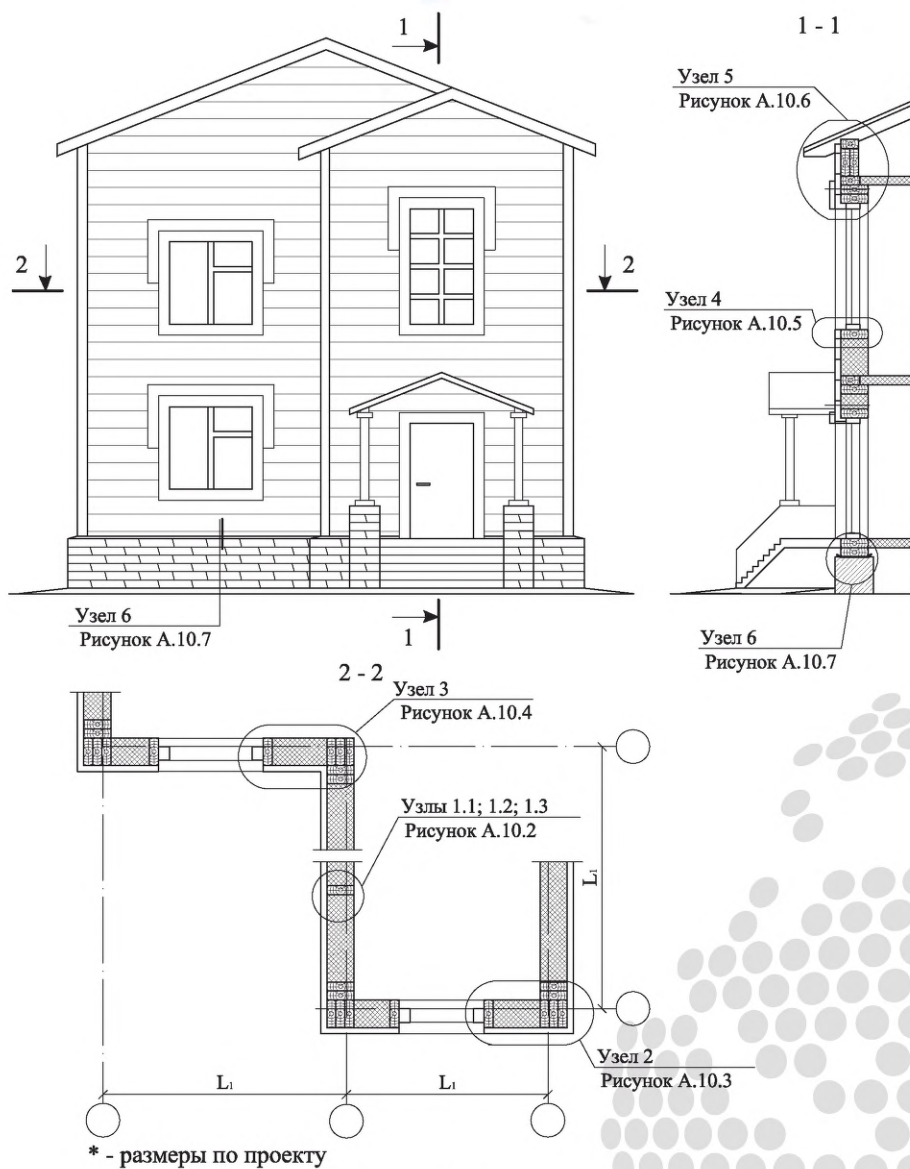 1
1 - 1
Узел 5
Рисунок А.10.6
2
2
Узел 4
Рисунок А.10.5
Узел 6
Рисунок А.10.7
1
Узел 6
Рисунок А.10.7
2 - 2
Узел 3
Рисунок А.10.4
Узлы 1.1; 1.2; 1.3
Рисунок А.10.2
L₁
Узел 2
Рисунок А.10.3
L₁
L₁
* - размеры по проекту